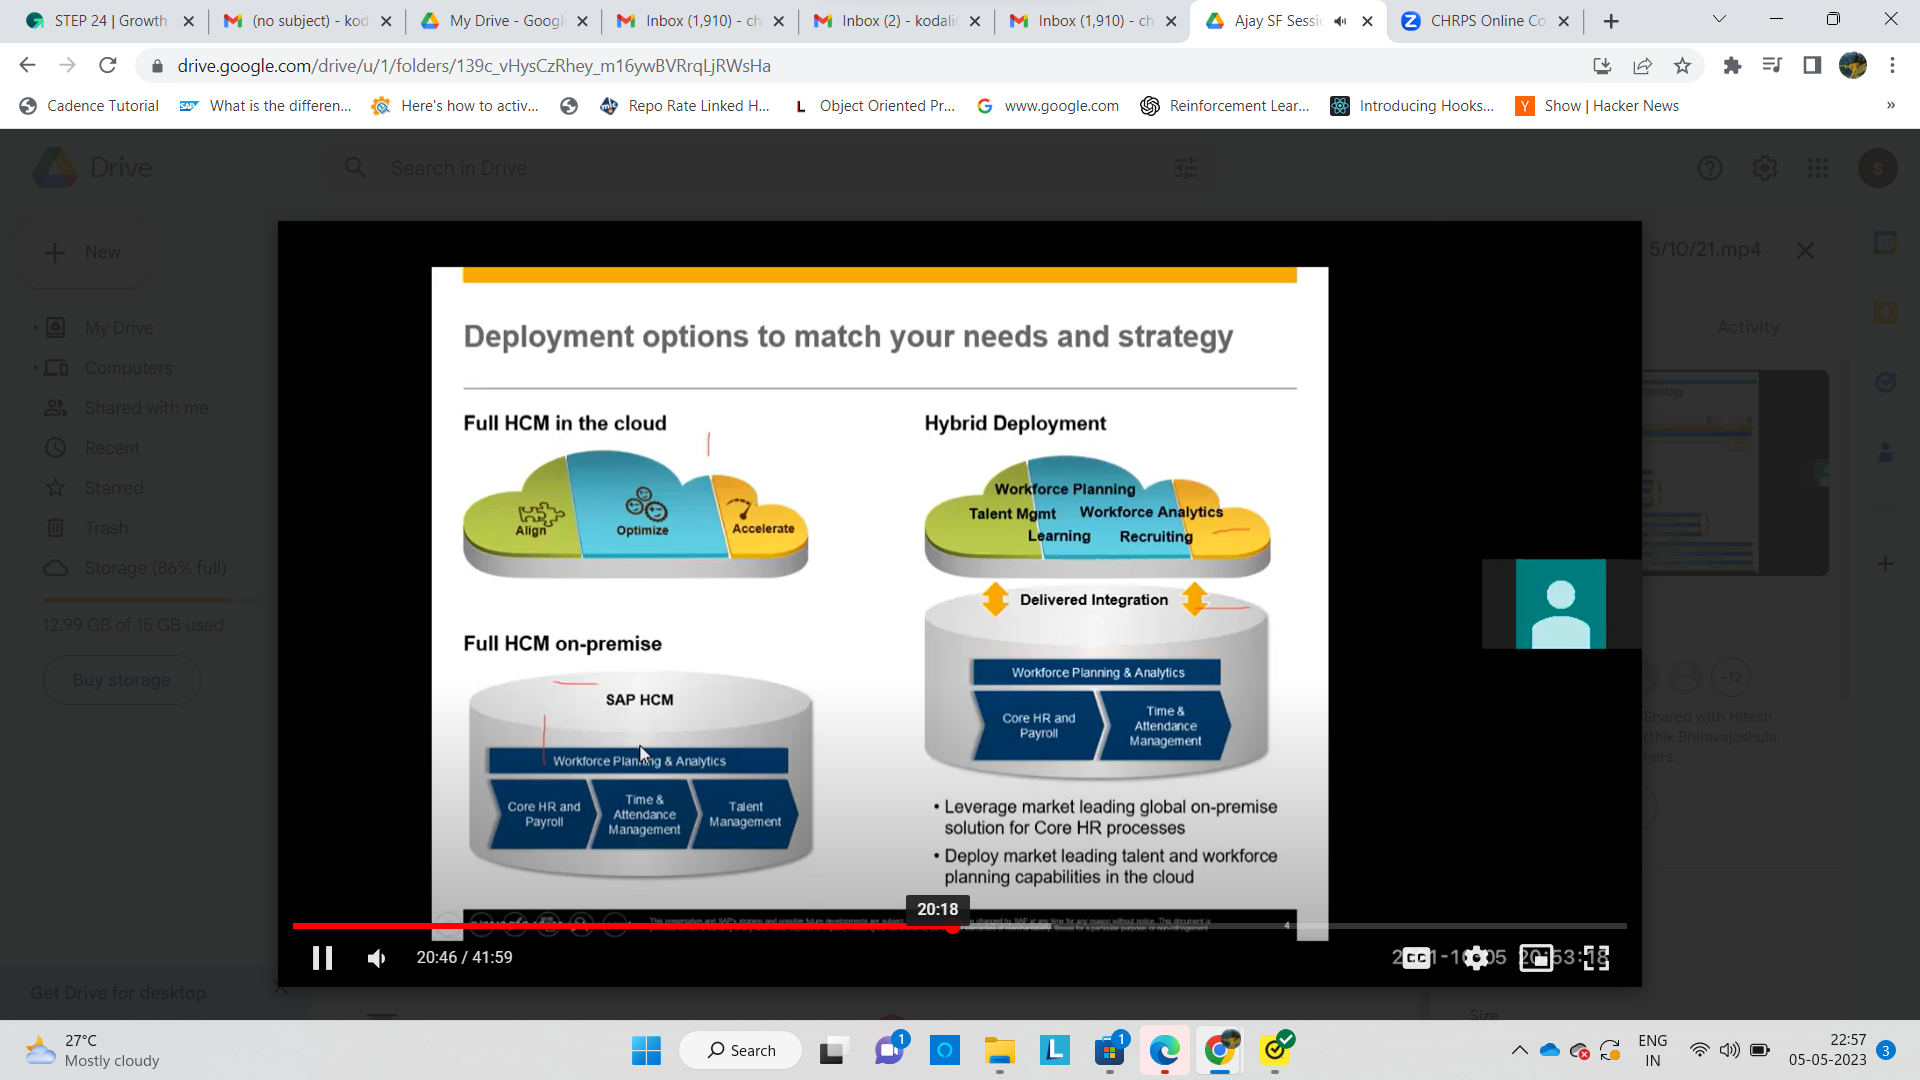 STEP 24 | Growth
(no subject) - kod
My Drive - Googl
Inbox (1,910) - ch
Inbox (2) - kodali
Inbox (1,910) - ch
Ajay SF Sessi
CHRPS Online Co
drive.google.com/drive/u/1/folders/139c_vHysCzRhey_m16ywBVRrqLjRWsHa
Cadence Tutorial
What is the differen...
Here's how to activ...
Repo Rate Linked H...
Object Oriented Pr...
www.google.com
Reinforcement Lear...
Introducing Hooks...
Show | Hacker News
Drive
Search in Drive
s
New
5/10/21.mp4
My Drive
Computers
Shared with me
Recent
Starred
Trash
Storage (86% full)
12.99 GB of 15 GB used
Buy storage
Activity
+12
Shared with Hitesh
rthik Bhiravajoshula,
hers.
Size
Get Drive for desktop
Deployment options to match your needs and strategy
Full HCM in the cloud
Align
Optimize
Accelerate
Full HCM on-premise
SAP HCM
Workforce Planning & Analytics
Core HR and
Payroll
Time &
Attendance
Management
Talent
Management
Hybrid Deployment
Workforce Planning
Talent Mgmt
Workforce Analytics
Learning
Recruiting
Delivered Integration
Workforce Planning & Analytics
Core HR and
Payroll
Time &
Attendance
Management
• Leverage market leading global on-premise
solution for Core HR processes
• Deploy market leading talent and workforce
planning capabilities in the cloud
4
20:18
20:46 / 41:59
CC
27°C
Mostly cloudy
Search
1
1
ENG
IN
22:57
05-05-2023
3